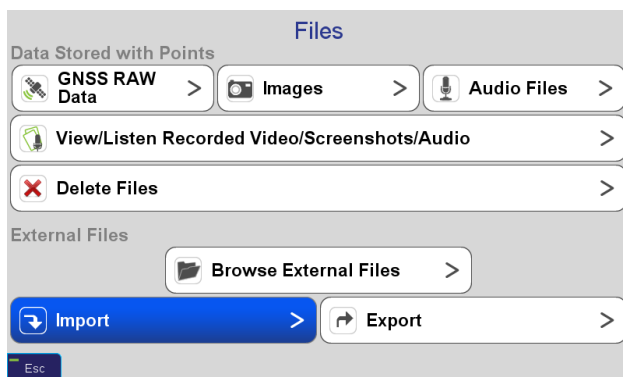 Files
Data Stored with Points
GNSS RAW
Data
Images
Audio Files
View/Listen Recorded Video/Screenshots/Audio
Delete Files
External Files
Browse External Files
Import
Export
Esc